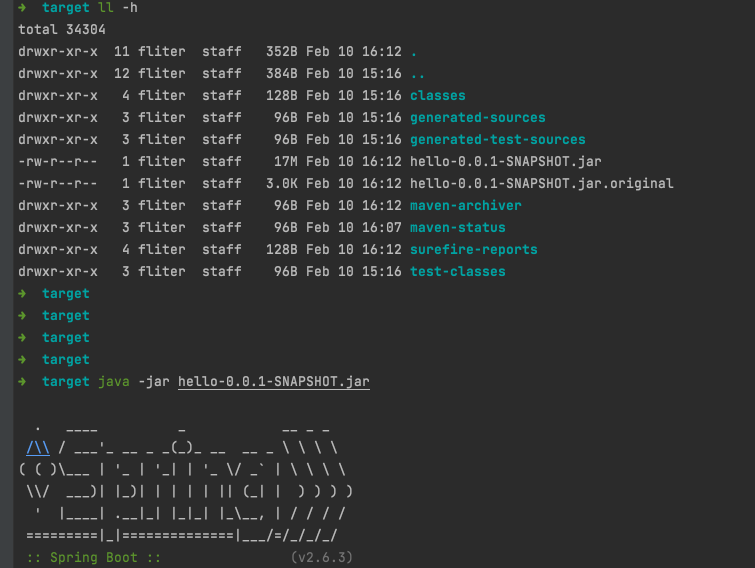 ➜  target ll -h
total 34304
drwxr-xr-x  11 fliter  staff   352B Feb 10 16:12 .
drwxr-xr-x  12 fliter  staff   384B Feb 10 15:16 ..
drwxr-xr-x   4 fliter  staff   128B Feb 10 15:16 classes
drwxr-xr-x   3 fliter  staff    96B Feb 10 15:16 generated-sources
drwxr-xr-x   3 fliter  staff    96B Feb 10 15:16 generated-test-sources
-rw-r--r--   1 fliter  staff    17M Feb 10 16:12 hello-0.0.1-SNAPSHOT.jar
-rw-r--r--   1 fliter  staff   3.0K Feb 10 16:12 hello-0.0.1-SNAPSHOT.jar.original
drwxr-xr-x   3 fliter  staff    96B Feb 10 16:12 maven-archiver
drwxr-xr-x   3 fliter  staff    96B Feb 10 16:07 maven-status
drwxr-xr-x   4 fliter  staff   128B Feb 10 16:12 surefire-reports
drwxr-xr-x   3 fliter  staff    96B Feb 10 15:16 test-classes
➜  target
➜  target
➜  target
➜  target
➜  target java -jar hello-0.0.1-SNAPSHOT.jar

  .   ____          _            __ _ _
 /\\ / ___'_ __ _ _(_)_ __  __ _ \ \ \ \
( ( )\___ | '_ | '_| | '_ \/ _` | \ \ \ \
 \\/  ___)| |_)| | | | | || (_| |  ) ) ) )
  '  |____| .__|_| |_|_| |_\__, | / / / /
 =========|_|==============|___/=/_/_/_/
 :: Spring Boot ::                (v2.6.3)